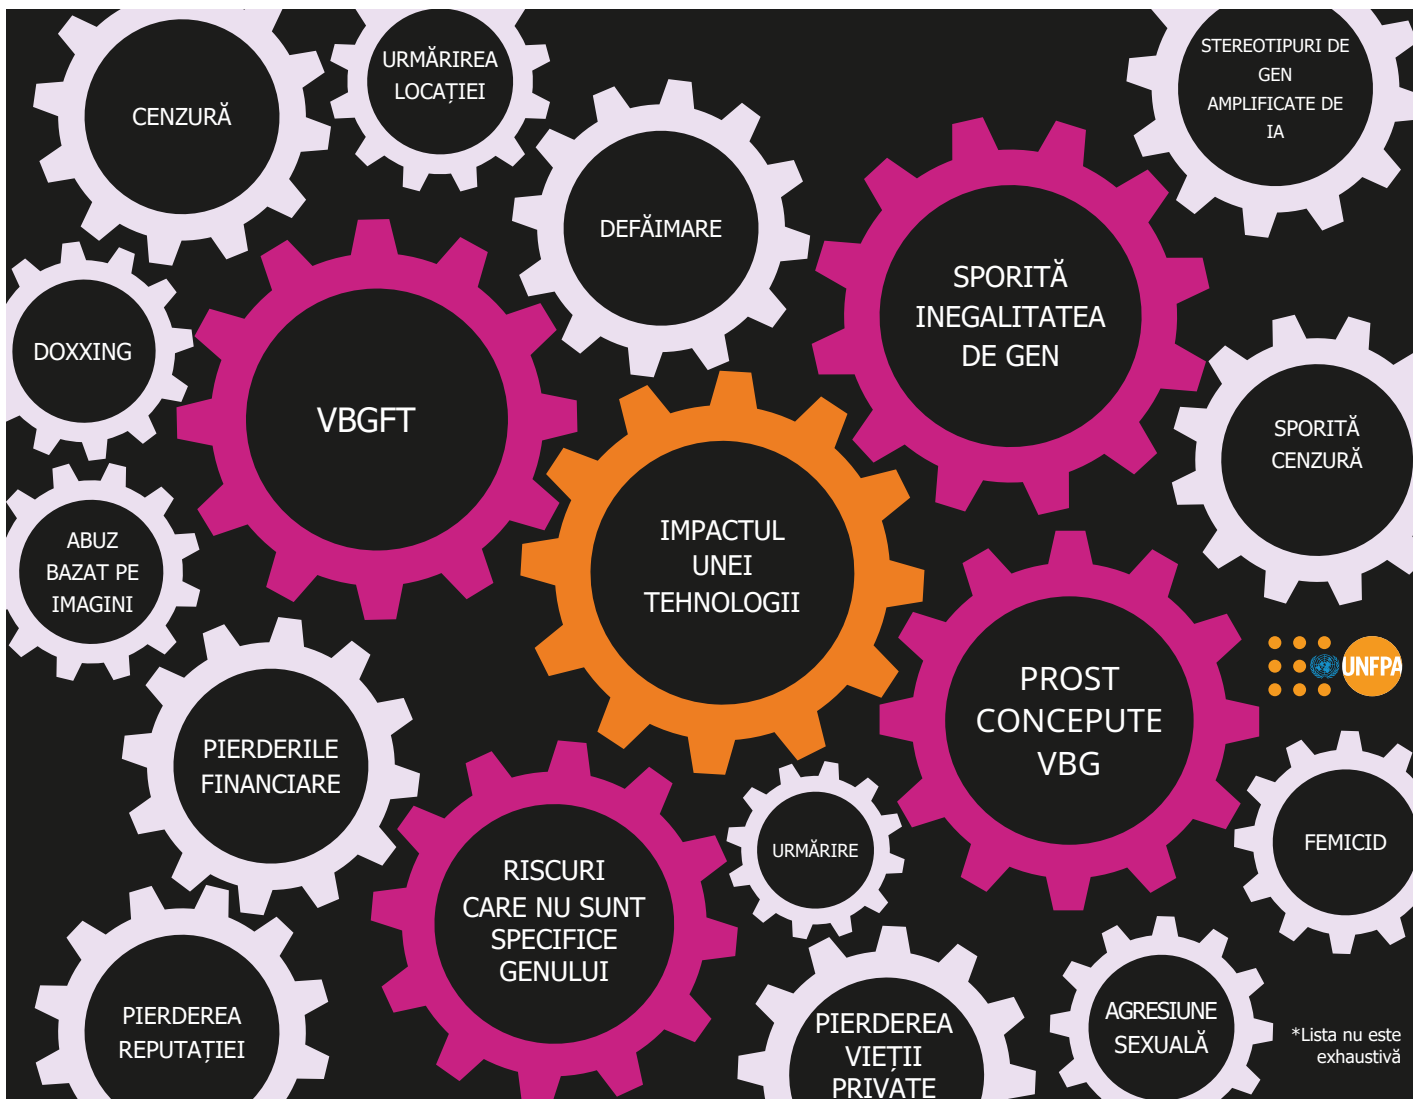 CENZURĂ
URMĂRIREA
LOCAȚIEI
STEREOTIPURI DE
GEN
AMPLIFICATE DE
IA
DEFĂIMARE
SPORITĂ
INEGALITATEA
DE GEN
DOXXING
VBGFT
SPORITĂ
CENZURĂ
ABUZ
BAZAT PE
IMAGINI
IMPACTUL
UNEI
TEHNOLOGII
PROST
CONCEPUTE
VBG
UNFPA
PIERDERILE
FINANCIARE
RISCURI
CARE NU SUNT
SPECIFICE
GENULUI
URMĂRIRE
FEMICID
PIERDEREA
REPUTAȚIEI
PIERDEREA
VIEȚII
PRIVATE
AGRESIUNE
SEXUALĂ
*Lista nu este
exhaustivă